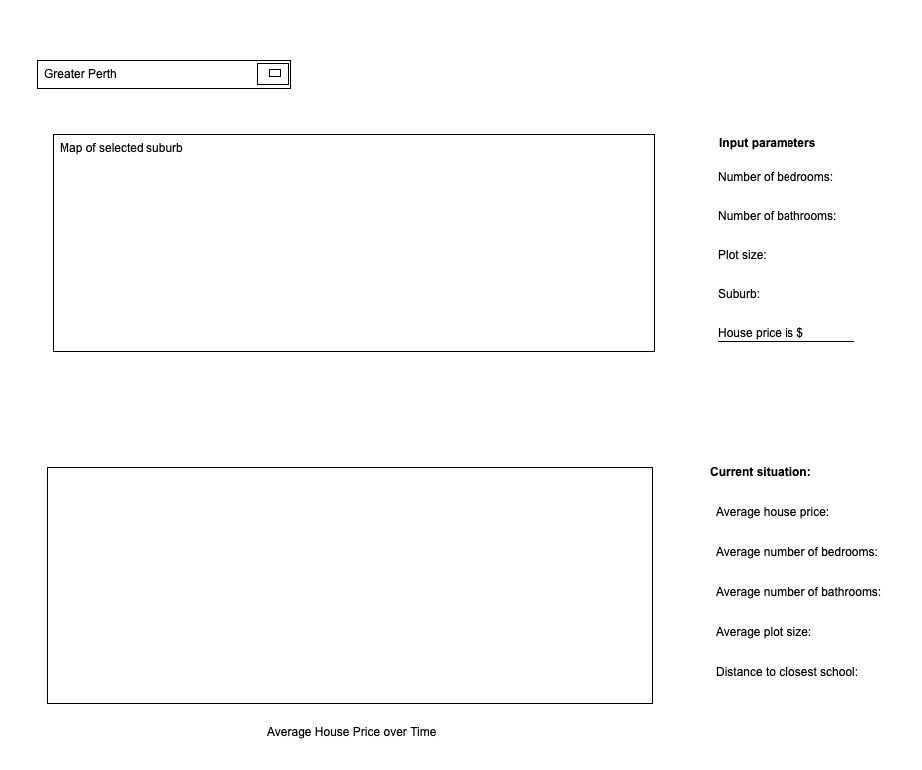 Greater Perth
Map of selected suburb
Input parameters
Number of bedrooms:
Number of bathrooms:
Plot size:
Suburb:
House price is $
Current situation:
Average house price:
Average number of bedrooms:
Average number of bathrooms:
Average plot size:
Distance to closest school:
Average House Price over Time